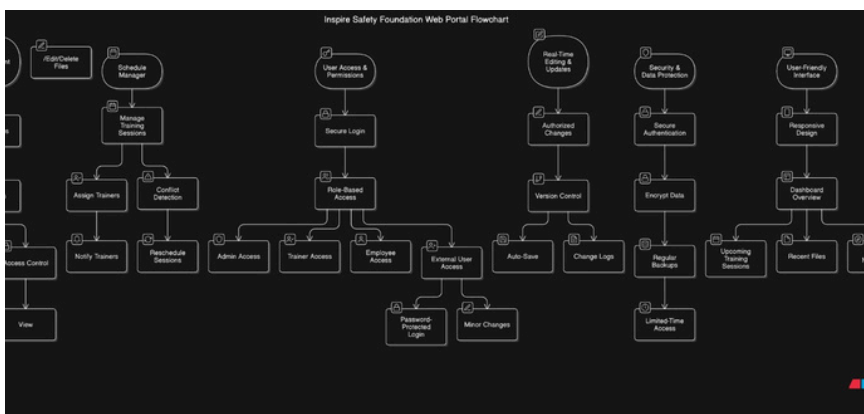 Inspire Safety Foundation Web Portal Flowchart
/Edit/Delete
Files
Schedule
Manager
User Access &
Permissions
Real-Time
Editing &
Updates
Security &
Data Protection
User-Friendly
Interface
Manage
Training
Sessions
Secure Login
Authorized
Changes
Secure
Authentication
Responsive
Design
Assign Trainers
Conflict
Detection
Role-Based
Access
Version Control
Encrypt Data
Dashboard
Overview
Access Control
Notify Trainers
Reschedule
Sessions
Admin Access
Trainer Access
Employee
Access
External User
Access
Auto-Save
Change Logs
Regular
Backups
Upcoming
Training
Sessions
Recent Files
View
Password-
Protected
Login
Minor Changes
Limited-Time
Access